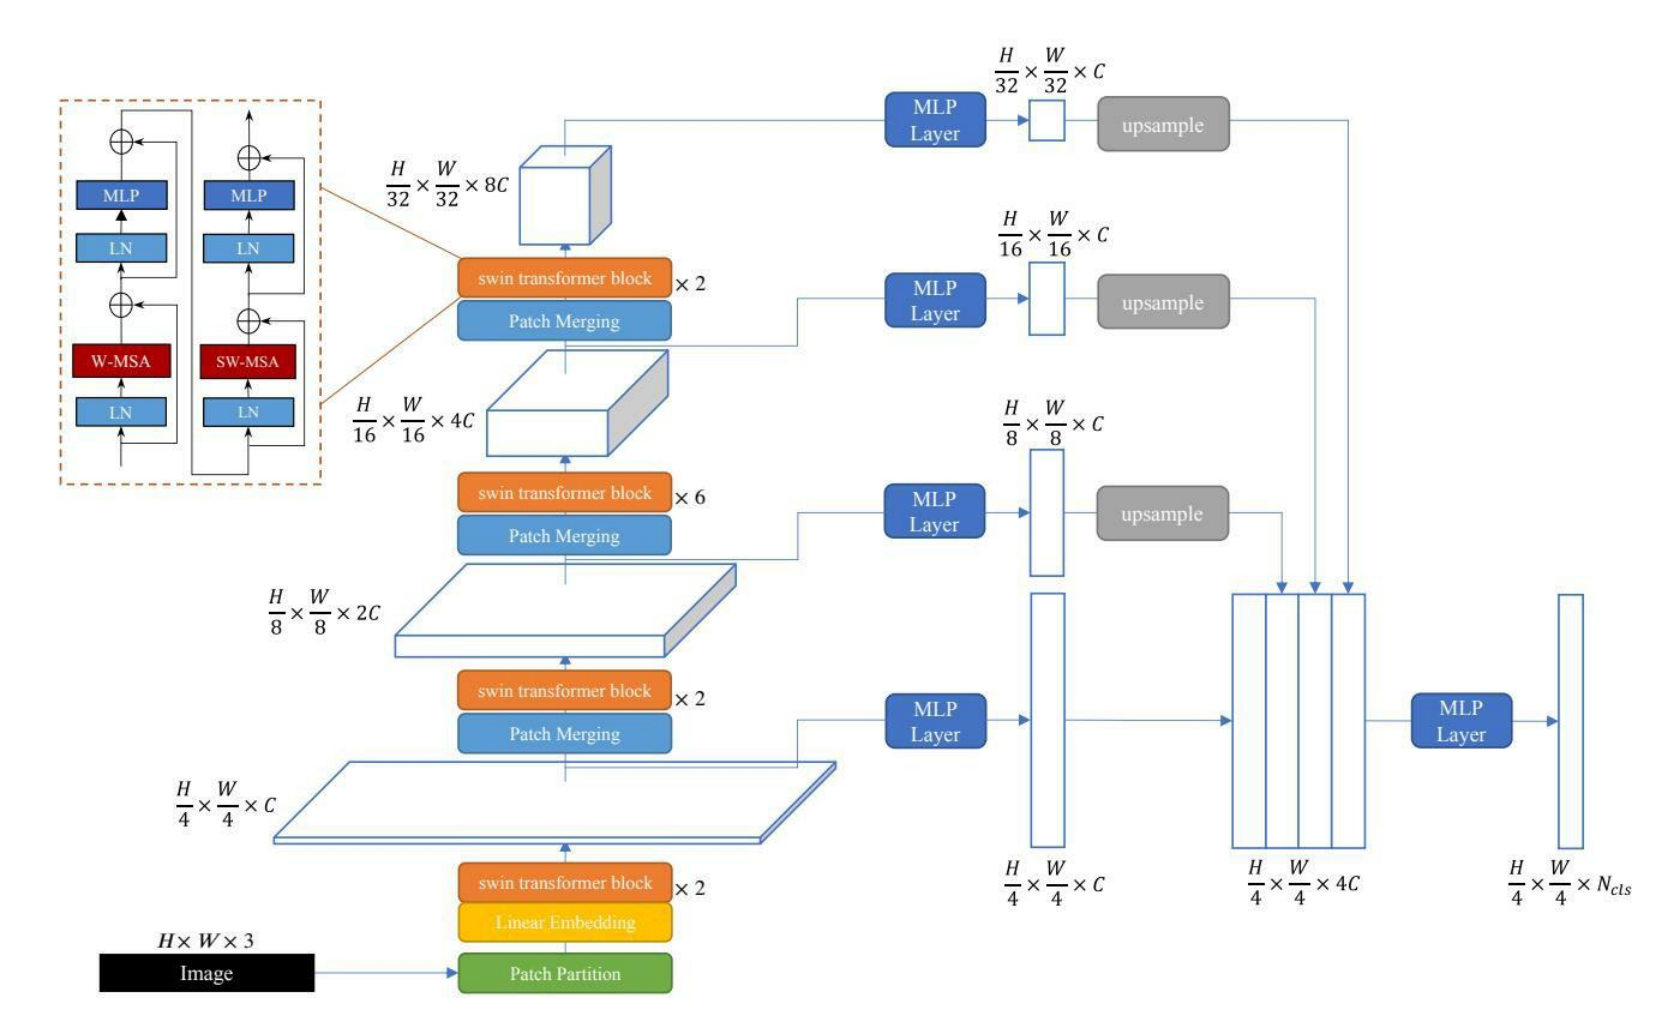 MLP
LN
W-MSA
LN
MLP
LN
SW-MSA
LN
H/32 × W/32 × 8C
swin transformer block × 2
Patch Merging
H/16 × W/16 × 4C
swin transformer block × 6
Patch Merging
H/8 × W/8 × 2C
swin transformer block × 2
Patch Merging
H/4 × W/4 × C
swin transformer block × 2
Linear Embedding
Patch Partition
H × W × 3
Image
MLP
Layer
H/32 × W/32 × C
upsample
MLP
Layer
H/16 × W/16 × C
upsample
MLP
Layer
H/8 × W/8 × C
upsample
MLP
Layer
H/4 × W/4 × C
H/4 × W/4 × 4C
MLP
Layer
H/4 × W/4 × N_cls